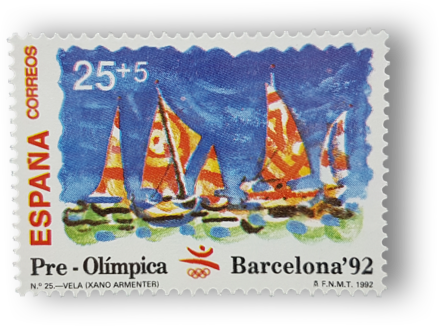 CORREOS
ESPAÑA
25+5
Pre - Olímpica Barcelona'92
N.º 25.—VELA (XANO ARMENTER) F.N.M.T. 1992